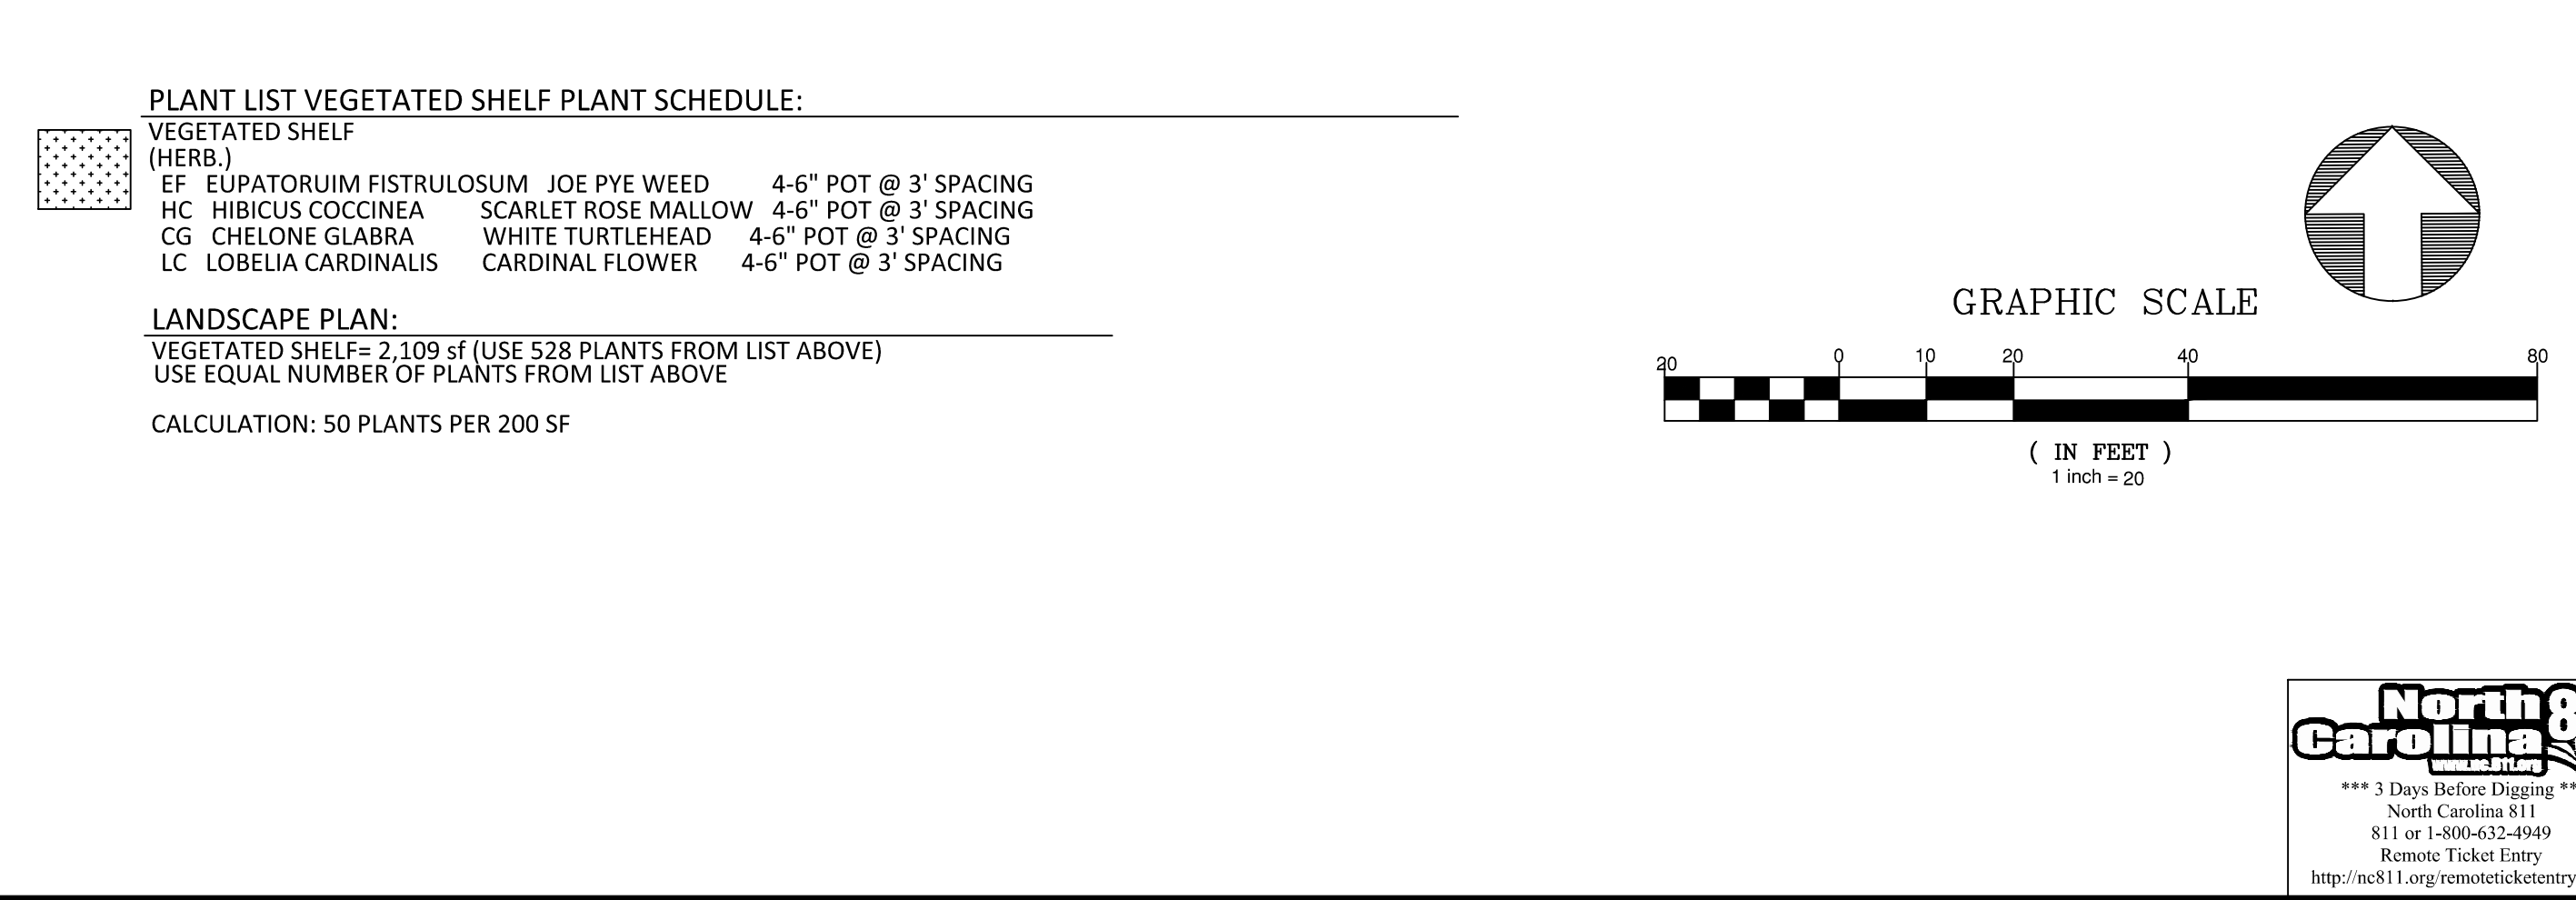 PLANT LIST VEGETATED SHELF PLANT SCHEDULE:
VEGETATED SHELF
(HERB.)
EF EUPATORUIM FISTRULOSUM JOE PYE WEED 4-6" POT @ 3' SPACING
HC HIBICUS COCCINEA SCARLET ROSE MALLOW 4-6" POT @ 3' SPACING
CG CHELONE GLABRA WHITE TURTLEHEAD 4-6" POT @ 3' SPACING
LC LOBELIA CARDINALIS CARDINAL FLOWER 4-6" POT @ 3' SPACING
LANDSCAPE PLAN:
VEGETATED SHELF= 2,109 sf (USE 528 PLANTS FROM LIST ABOVE)
USE EQUAL NUMBER OF PLANTS FROM LIST ABOVE
CALCULATION: 50 PLANTS PER 200 SF
GRAPHIC SCALE
20 0 10 20 40 80
( IN FEET )
1 inch = 20
North
Carolina
www.nc811.org
*** 3 Days Before Digging **
North Carolina 811
811 or 1-800-632-4949
Remote Ticket Entry
http://nc811.org/remoteticketentry